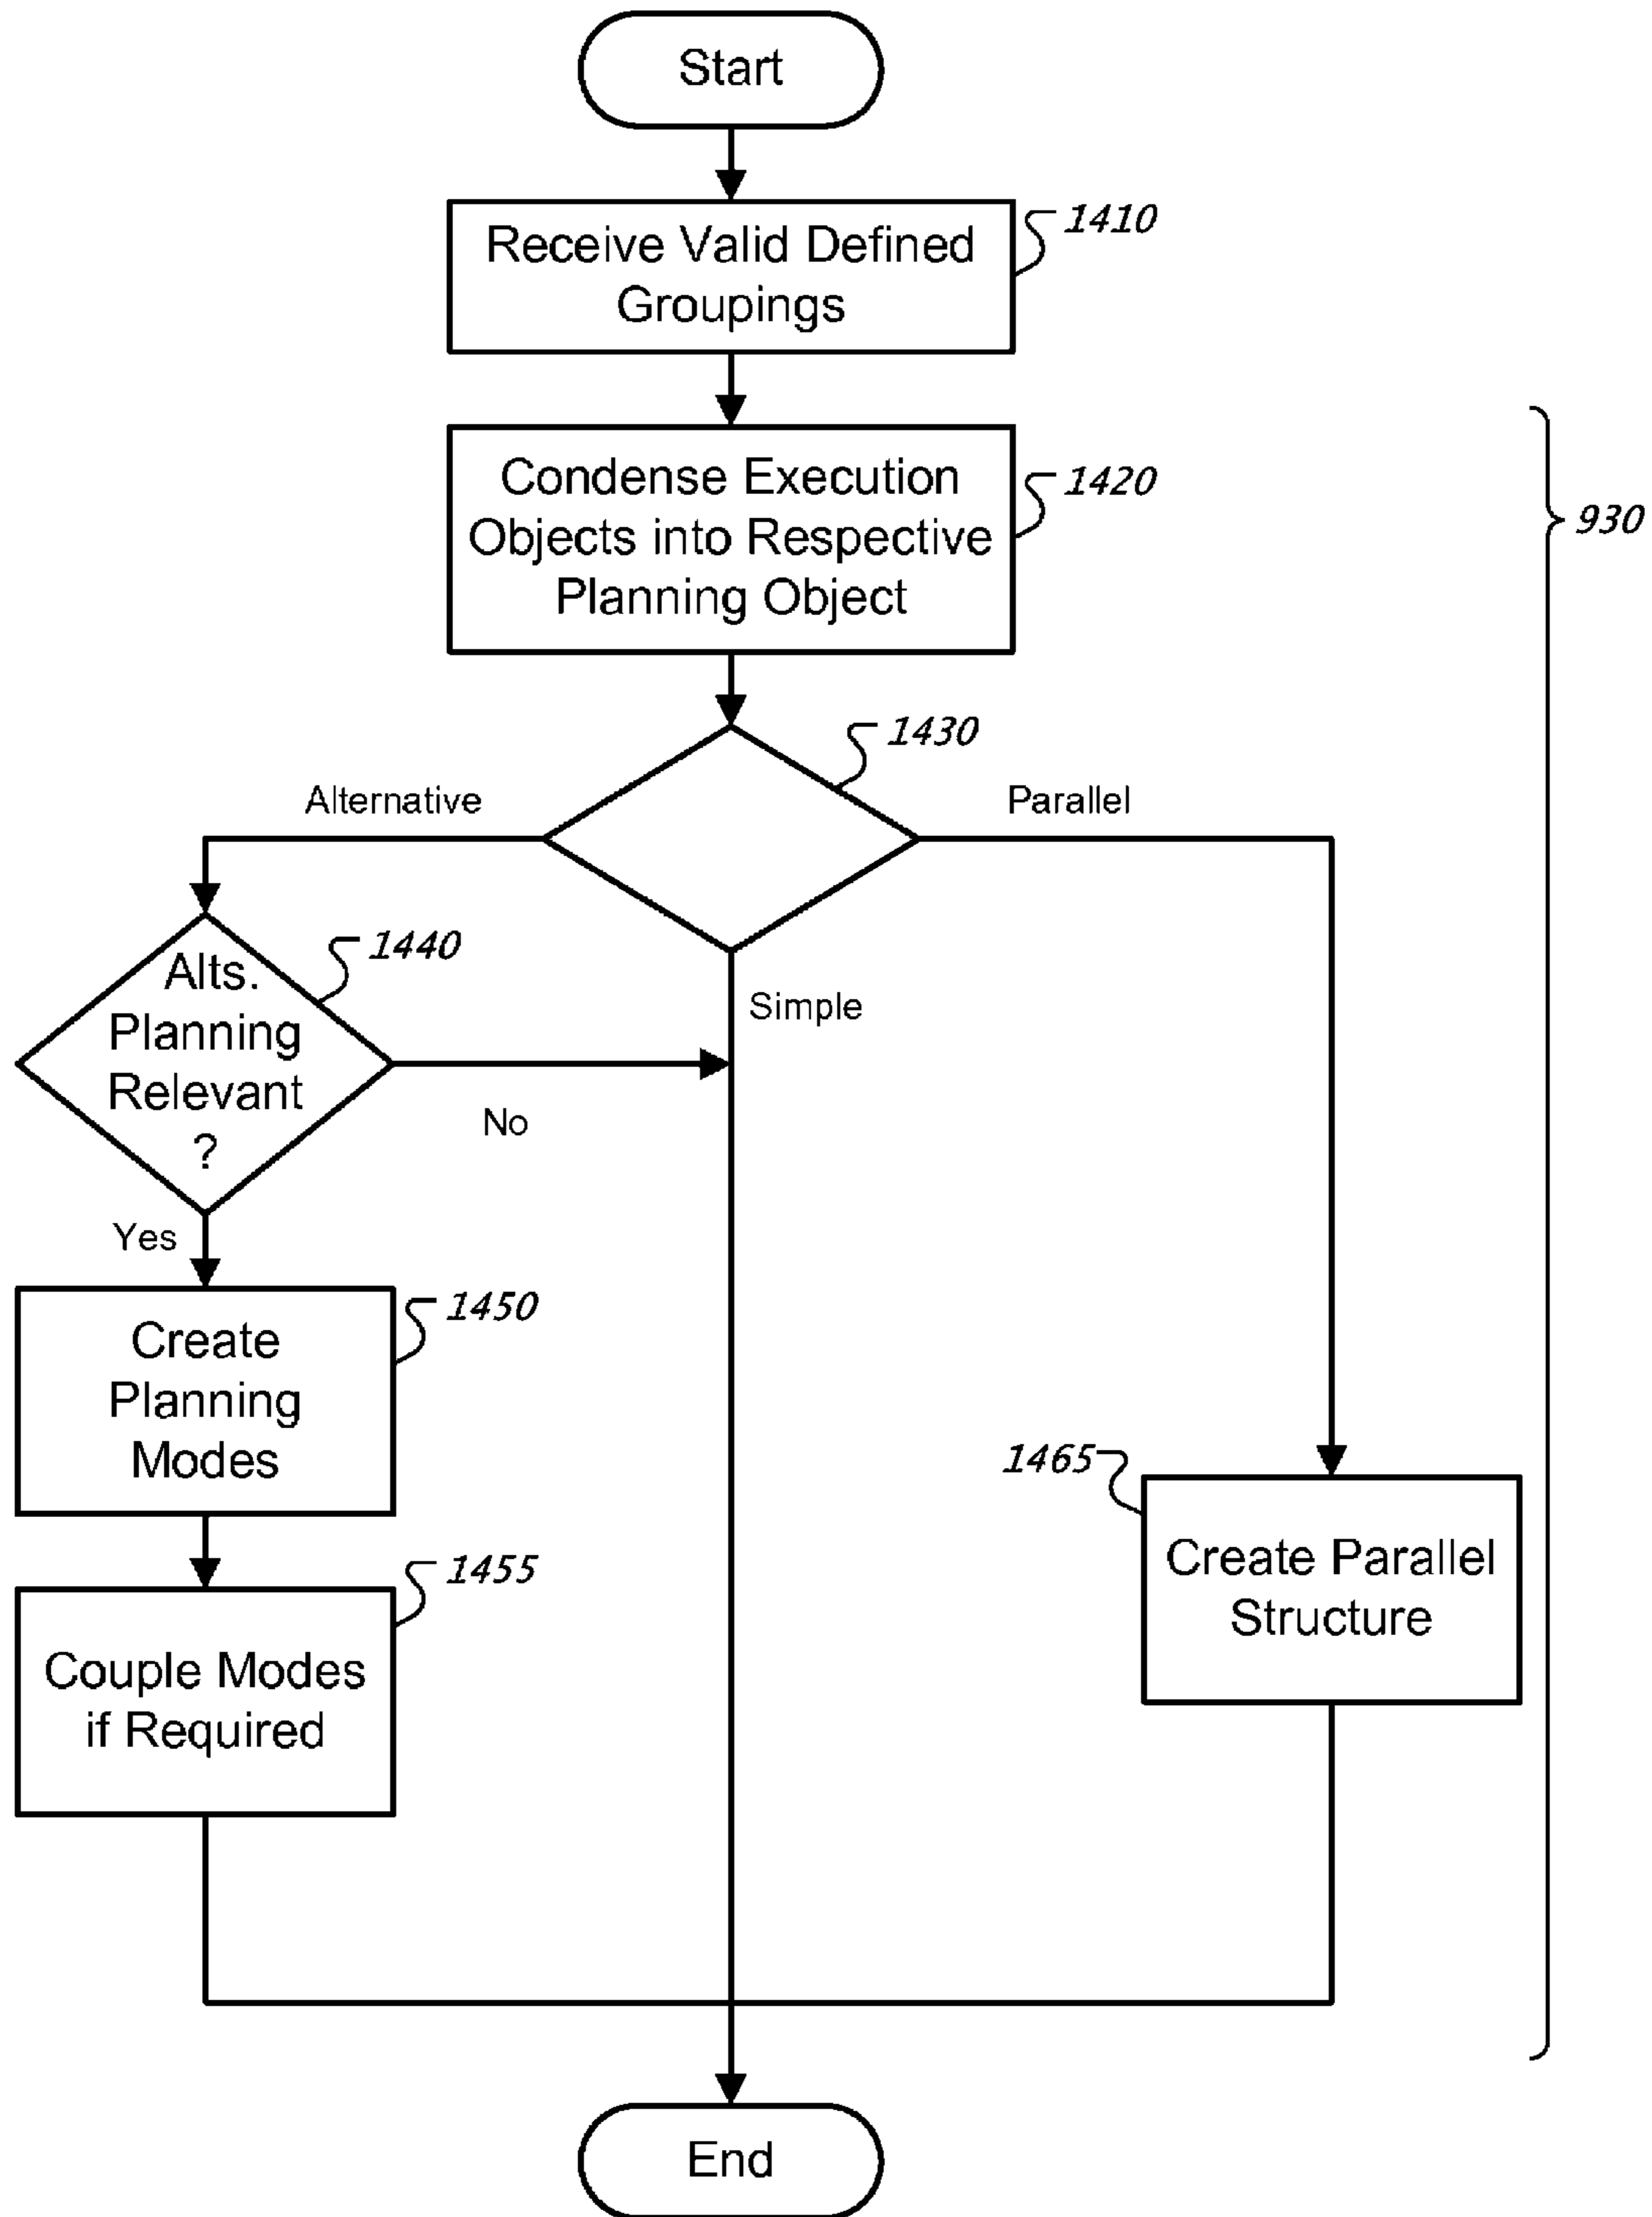 Start
Receive Valid Defined
Groupings
1410
Condense Execution
Objects into Respective
Planning Object
1420
930
1430
Alternative
Parallel
Simple
Alts.
Planning
Relevant
?
1440
No
Yes
Create
Planning
Modes
1450
1465
Create Parallel
Structure
Couple Modes
if Required
1455
End